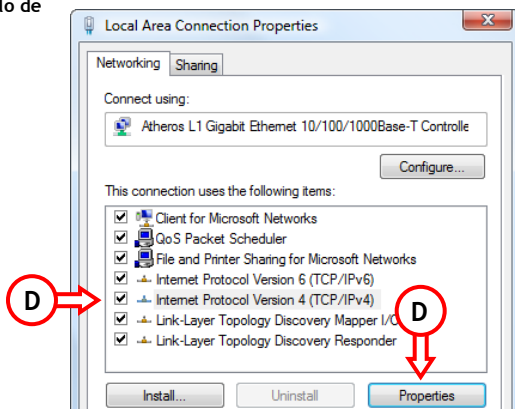 lo de
Local Area Connection Properties
Networking Sharing
Connect using:
Atheros L1 Gigabit Ethernet 10/100/1000Base-T Controlle
Configure...
This connection uses the following items:
Client for Microsoft Networks
QoS Packet Scheduler
File and Printer Sharing for Microsoft Networks
Internet Protocol Version 6 (TCP/IPv6)
D Internet Protocol Version 4 (TCP/IPv4)
D
Link-Layer Topology Discovery Mapper I/O
Link-Layer Topology Discovery Responder
Install... Uninstall Properties